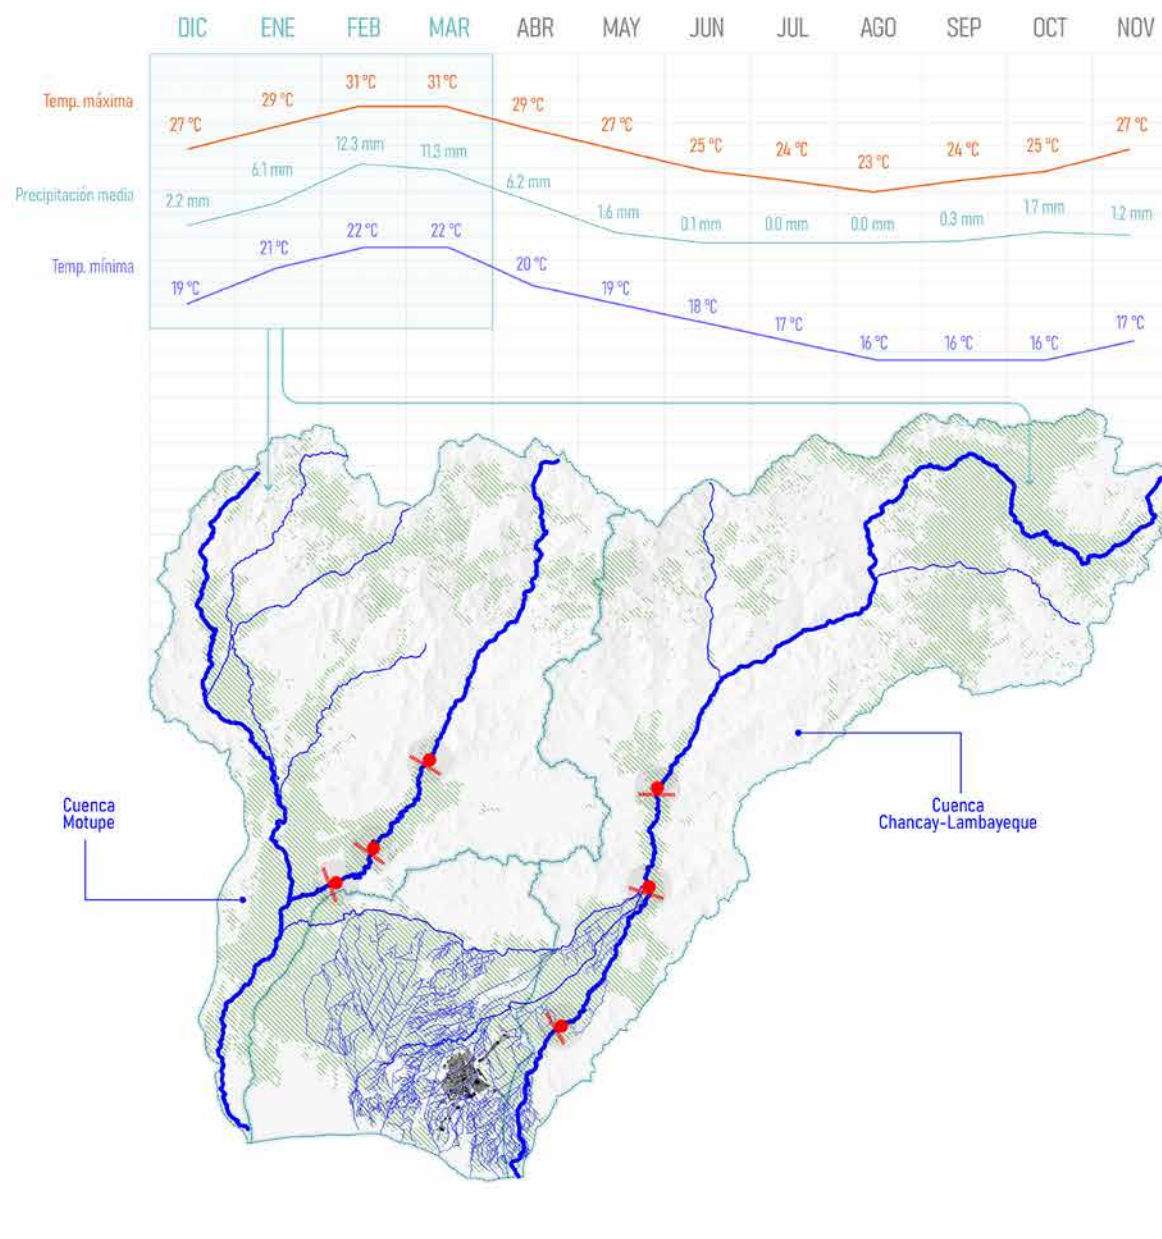 DIC ENE FEB MAR ABR MAY JUN JUL AGO SEP OCT NOV
Temp. máxima 27 °C 29 °C 31 °C 31 °C 29 °C 27 °C 25 °C 24 °C 23 °C 24 °C 25 °C 27 °C
Precipitación media 2.2 mm 6.1 mm 12.3 mm 11.3 mm 6.2 mm 1.6 mm 0.1 mm 0.0 mm 0.0 mm 0.3 mm 1.7 mm 1.2 mm
Temp. mínima 19 °C 21 °C 22 °C 22 °C 20 °C 19 °C 18 °C 17 °C 16 °C 16 °C 16 °C 17 °C
Cuenca
Motupe
Cuenca
Chancay-Lambayeque